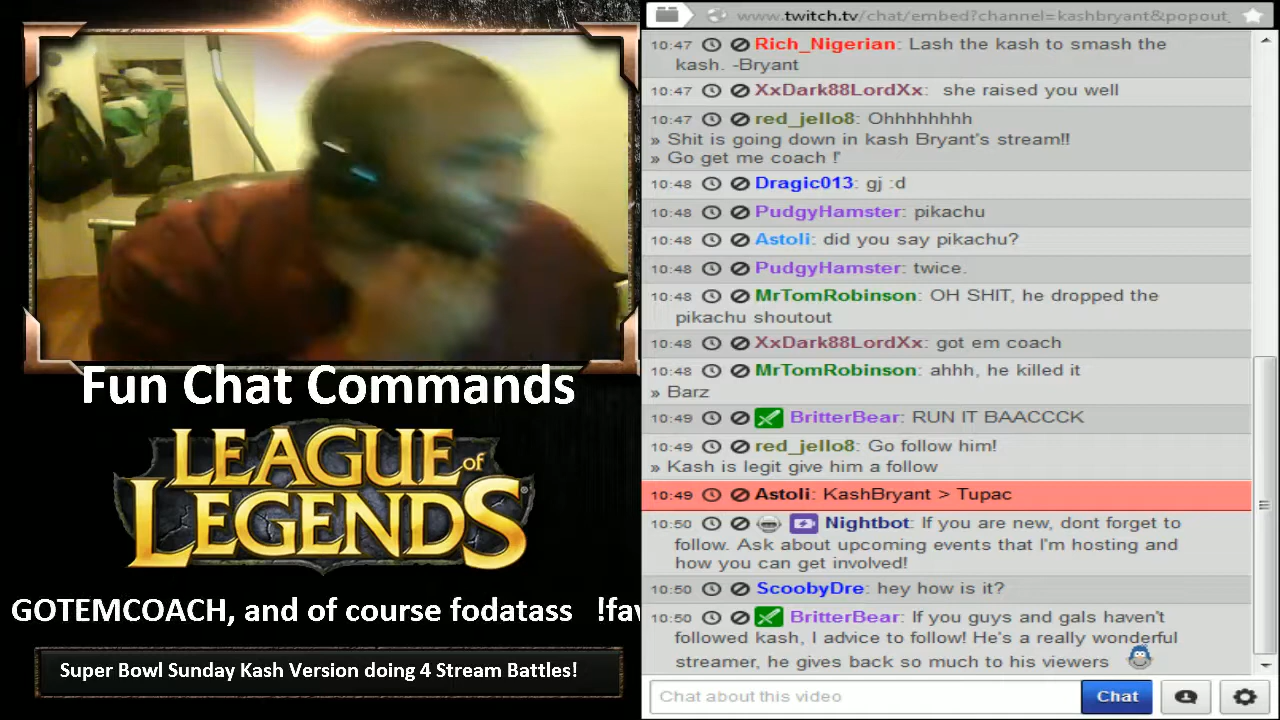 www.twitch.tv/chat/embed?channel=kashbryant&popout_
10:47 Rich_Nigerian: Lash the kash to smash the
kash. -Bryant
10:47 XxDark88LordXx: she raised you well
10:47 red_jello8: Ohhhhhhhh
» Shit is going down in kash Bryant's stream!!
» Go get me coach !'
10:48 Dragic013: gj :d
10:48 PudgyHamster: pikachu
10:48 Astoli: did you say pikachu?
10:48 PudgyHamster: twice.
10:48 MrTomRobinson: OH SHIT, he dropped the
pikachu shoutout
10:48 XxDark88LordXx: got em coach
10:48 MrTomRobinson: ahhh, he killed it
» Barz
10:49 BritterBear: RUN IT BAACCCK
10:49 red_jello8: Go follow him!
» Kash is legit give him a follow
10:49 Astoli: KashBryant > Tupac
10:50 Nightbot: If you are new, dont forget to
follow. Ask about upcoming events that I'm hosting and
how you can get involved!
10:50 ScoobyDre: hey how is it?
10:50 BritterBear: If you guys and gals haven't
followed kash, I advice to follow! He's a really wonderful
streamer, he gives back so much to his viewers
Chat about this video
Chat
Fun Chat Commands
LEAGUE of
LEGENDS
GOTEMCOACH, and of course fodatass !fav
Super Bowl Sunday Kash Version doing 4 Stream Battles!